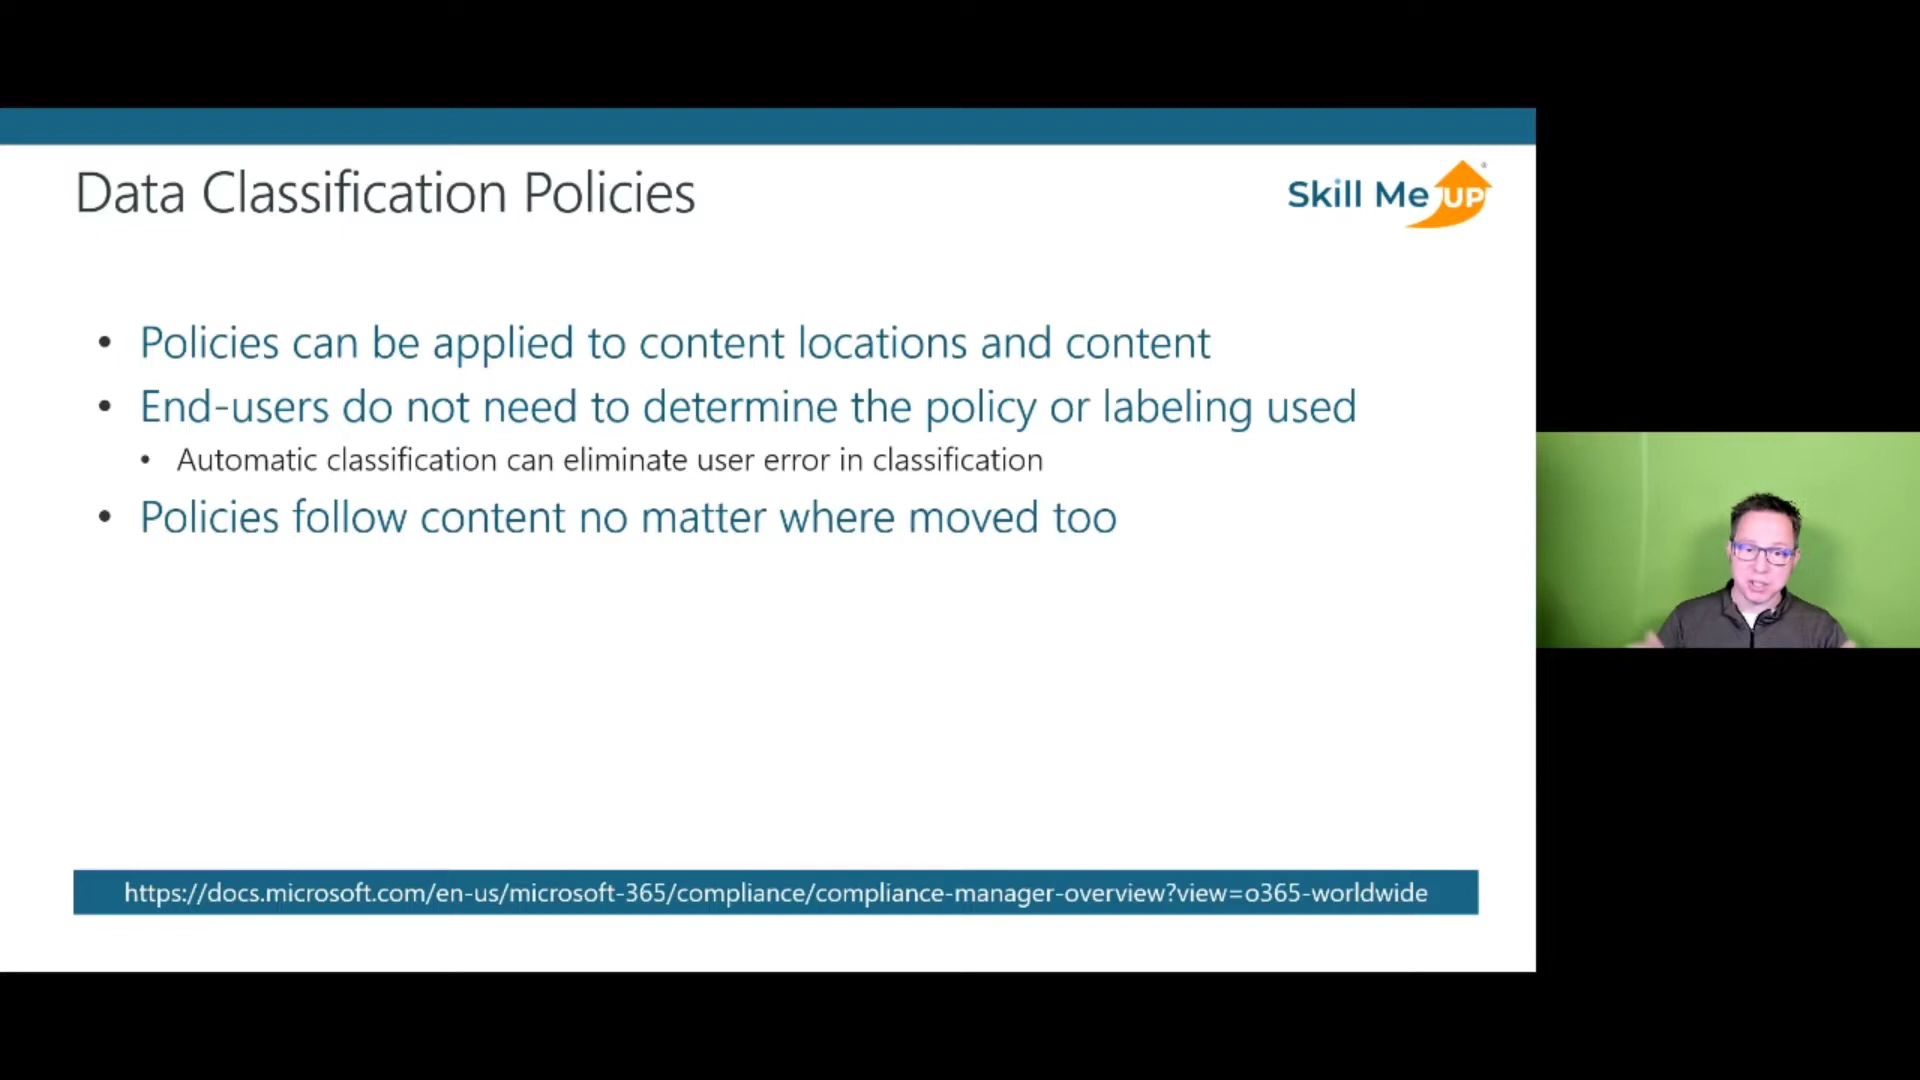 Data Classification Policies
Skill Me UP
• Policies can be applied to content locations and content
• End-users do not need to determine the policy or labeling used
• Automatic classification can eliminate user error in classification
• Policies follow content no matter where moved too
https://docs.microsoft.com/en-us/microsoft-365/compliance/compliance-manager-overview?view=o365-worldwide